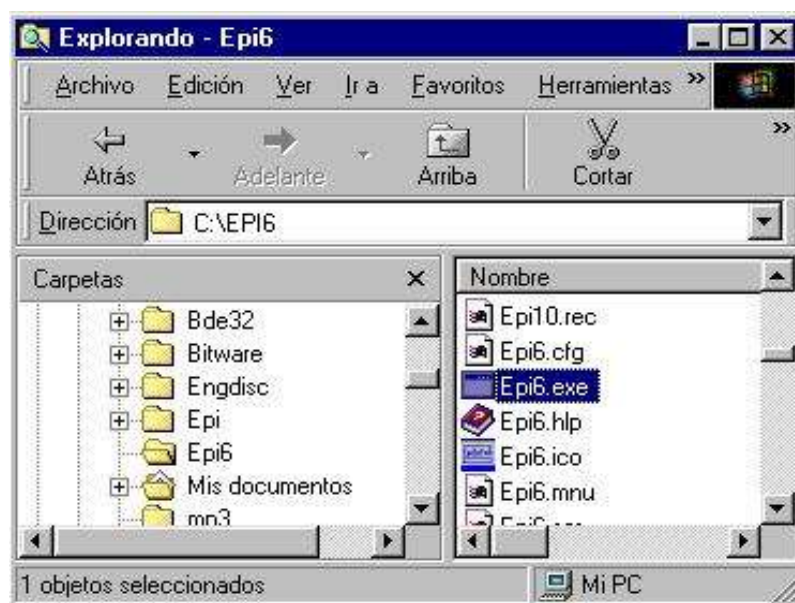 Explorando - Epi6
Archivo Edición Ver Ir a Favoritos Herramientas »
Atrás Adelante Arriba Cortar »
Dirección C:\EPI6
Carpetas
Bde32
Bitware
Engdisc
Epi
Epi6
Mis documentos
mp3
Nombre
Epi10.rec
Epi6.cfg
Epi6.exe
Epi6.hlp
Epi6.ico
Epi6.mnu
1 objetos seleccionados Mi PC